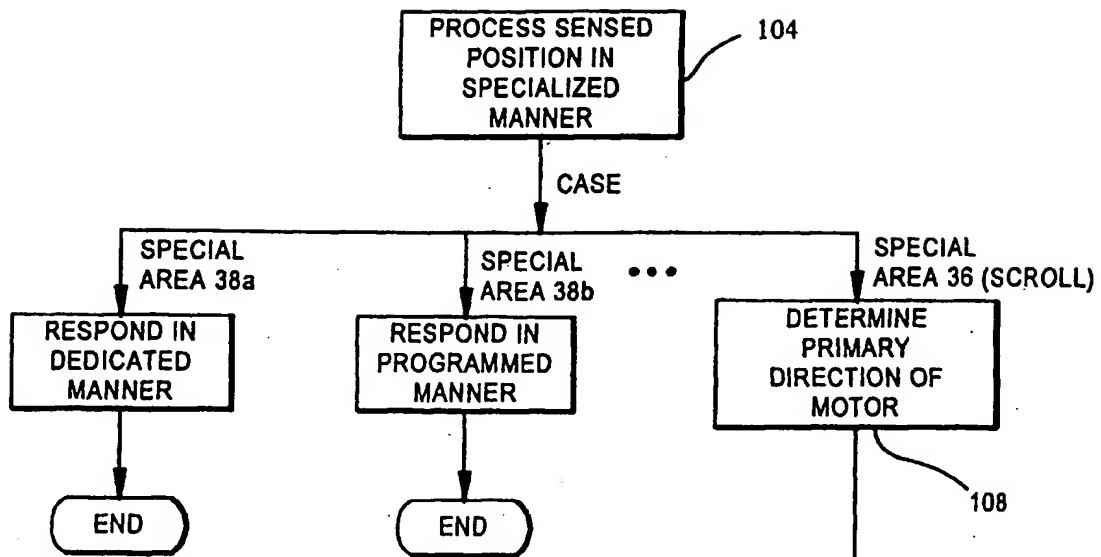 PROCESS SENSED
POSITION IN
SPECIALIZED
MANNER
104
CASE
SPECIAL
AREA 38a
SPECIAL
AREA 38b
SPECIAL
AREA 36 (SCROLL)
RESPOND IN
DEDICATED
MANNER
RESPOND IN
PROGRAMMED
MANNER
DETERMINE
PRIMARY
DIRECTION OF
MOTOR
108
END
END